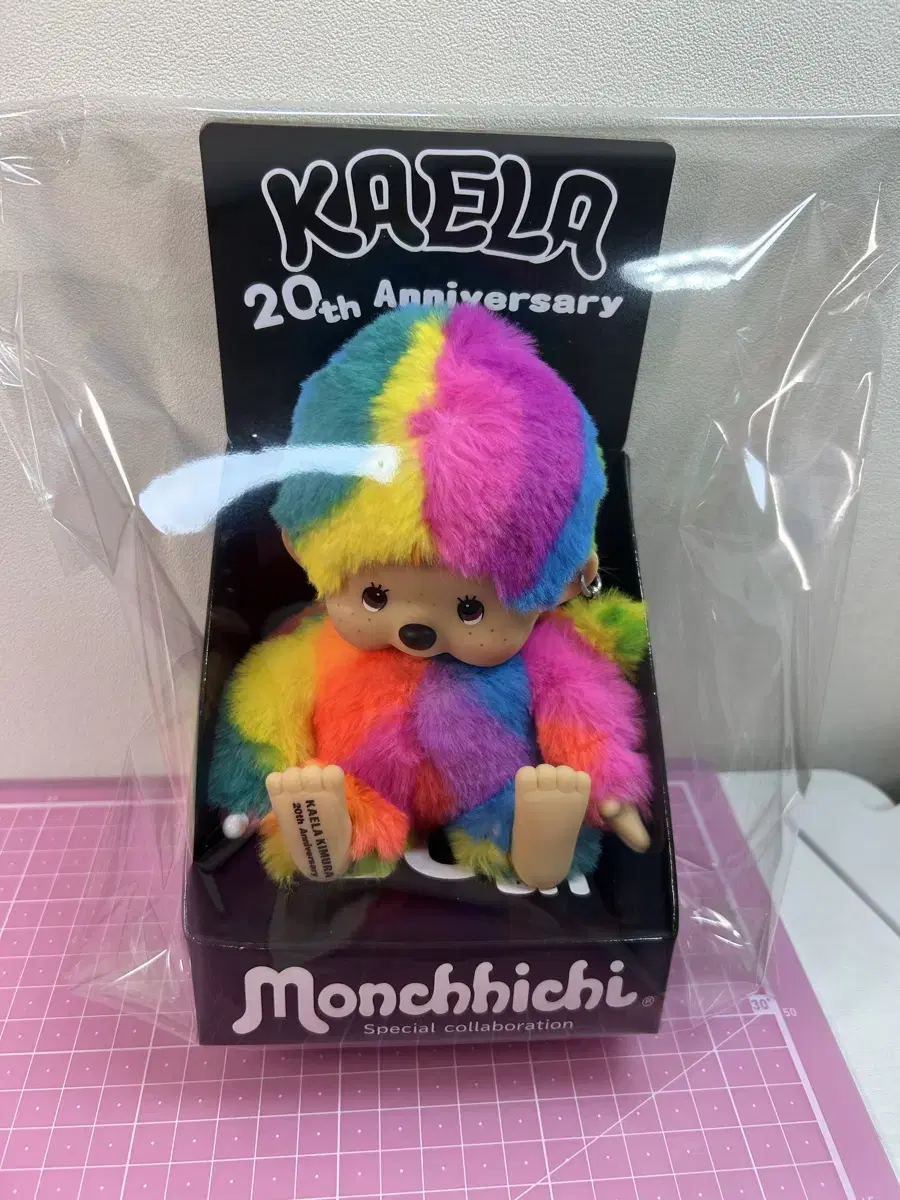 KAELA
20th Anniversary
KAELA KIMURA
20th Anniversary
Monchhichi®
Special collaboration
30°
50